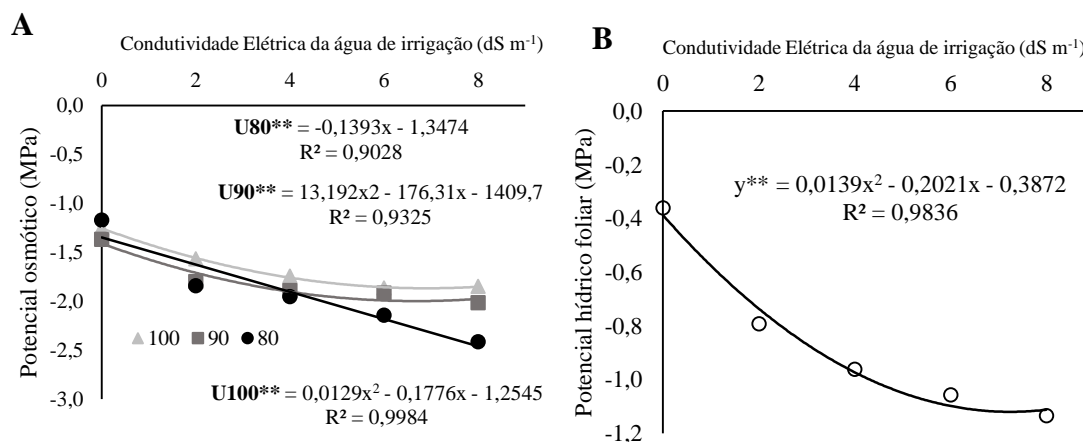 A
Condutividade Elétrica da água de irrigação (dS m⁻¹)
0 2 4 6 8
Potencial osmótico (MPa)
0,0
-0,5
-1,0
-1,5
-2,0
-2,5
-3,0
U80** = -0,1393x - 1,3474
R² = 0,9028
U90** = 13,192x2 - 176,31x - 1409,7
R² = 0,9325
100 90 80
U100** = 0,0129x² - 0,1776x - 1,2545
R² = 0,9984
B
Condutividade Elétrica da água de irrigação (dS m⁻¹)
0 2 4 6 8
Potencial hídrico foliar (MPa)
0,0
-0,2
-0,4
-0,6
-0,8
-1,0
-1,2
y** = 0,0139x² - 0,2021x - 0,3872
R² = 0,9836